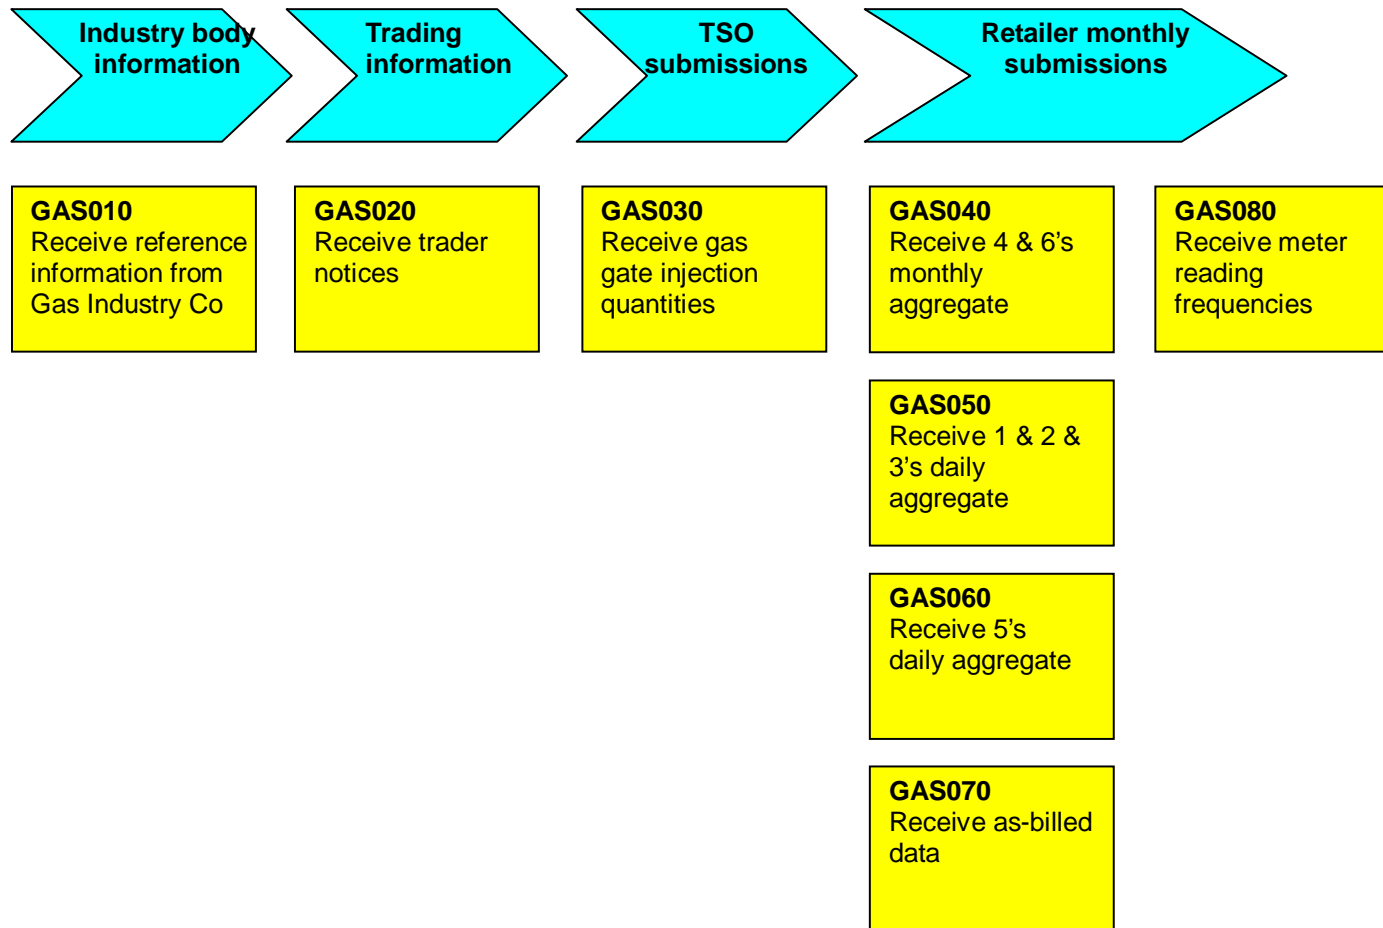 Industry body
information
Trading
information
TSO
submissions
Retailer monthly
submissions
GAS010
Receive reference
information from
Gas Industry Co
GAS020
Receive trader
notices
GAS030
Receive gas
gate injection
quantities
GAS040
Receive 4 & 6’s
monthly
aggregate
GAS080
Receive meter
reading
frequencies
GAS050
Receive 1 & 2 &
3’s daily
aggregate
GAS060
Receive 5’s
daily aggregate
GAS070
Receive as-billed
data